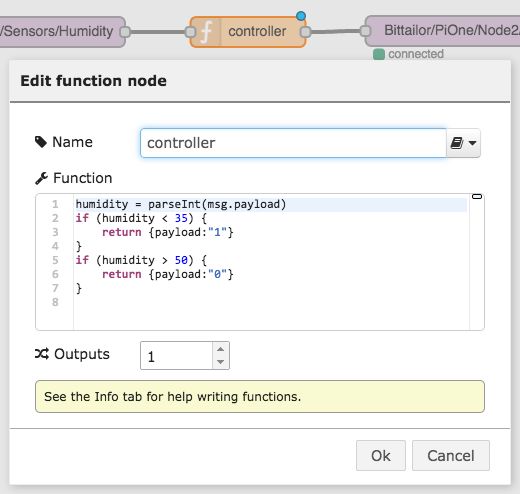 /Sensors/Humidity
f
controller
Bittailor/PiOne/Node2/
connected
Edit function node
Name
controller
Function
1 humidity = parseInt(msg.payload)
2 if (humidity < 35) {
3     return {payload:"1"}
4 }
5 if (humidity > 50) {
6     return {payload:"0"}
7 }
8
Outputs
1
See the Info tab for help writing functions.
Ok
Cancel